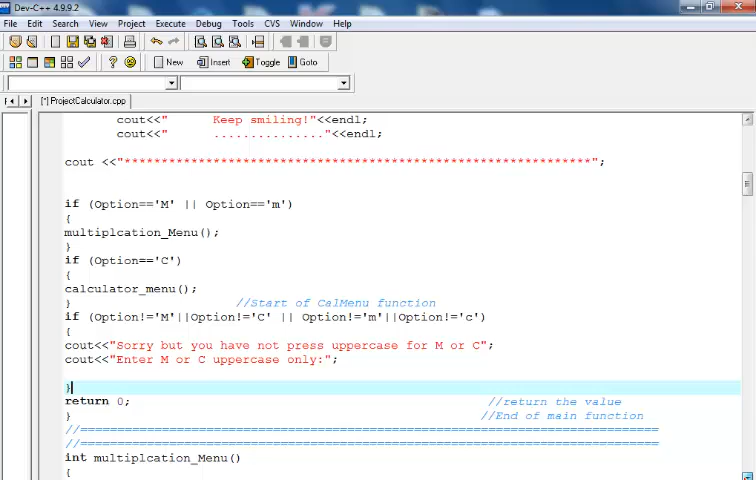 Dev-C++ 4.9.9.2
File Edit Search View Project Execute Debug Tools CVS Window Help
New Insert Toggle Goto
[*] ProjectCalculator.cpp
cout<<"      Keep smiling!"<<endl;
cout<<"      ..............."<<endl;
cout <<"***************************************************************";
if (Option=='M' || Option=='m')
{
multiplcation_Menu();
}
if (Option=='C')
{
calculator_menu();
} //Start of CalMenu function
if (Option!='M'||Option!='C' || Option!='m'||Option!='c')
{
cout<<"Sorry but you have not press uppercase for M or C";
cout<<"Enter M or C uppercase only:";
}
return 0; //return the value
} //End of main function
//=========================================================================
//=========================================================================
int multiplcation_Menu()
{